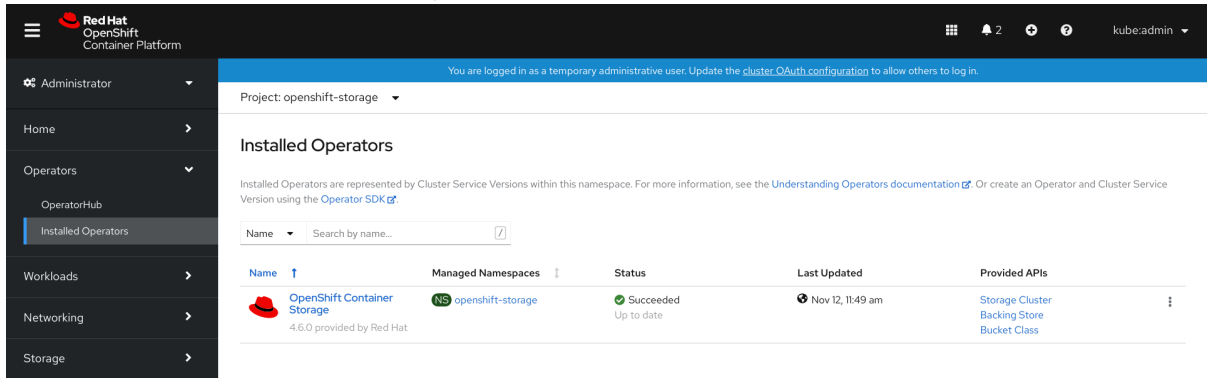 Red Hat
OpenShift
Container Platform
2
kube:admin
Administrator
You are logged in as a temporary administrative user. Update the cluster OAuth configuration to allow others to log in.
Project: openshift-storage
Home
Installed Operators
Operators
Installed Operators are represented by Cluster Service Versions within this namespace. For more information, see the Understanding Operators documentation. Or create an Operator and Cluster Service
Version using the Operator SDK.
OperatorHub
Installed Operators
Name Search by name... /
Workloads
Name Managed Namespaces Status Last Updated Provided APIs
OpenShift Container NS openshift-storage Succeeded Nov 12, 11:49 am Storage Cluster
Storage Up to date Backing Store
4.6.0 provided by Red Hat Bucket Class
Networking
Storage